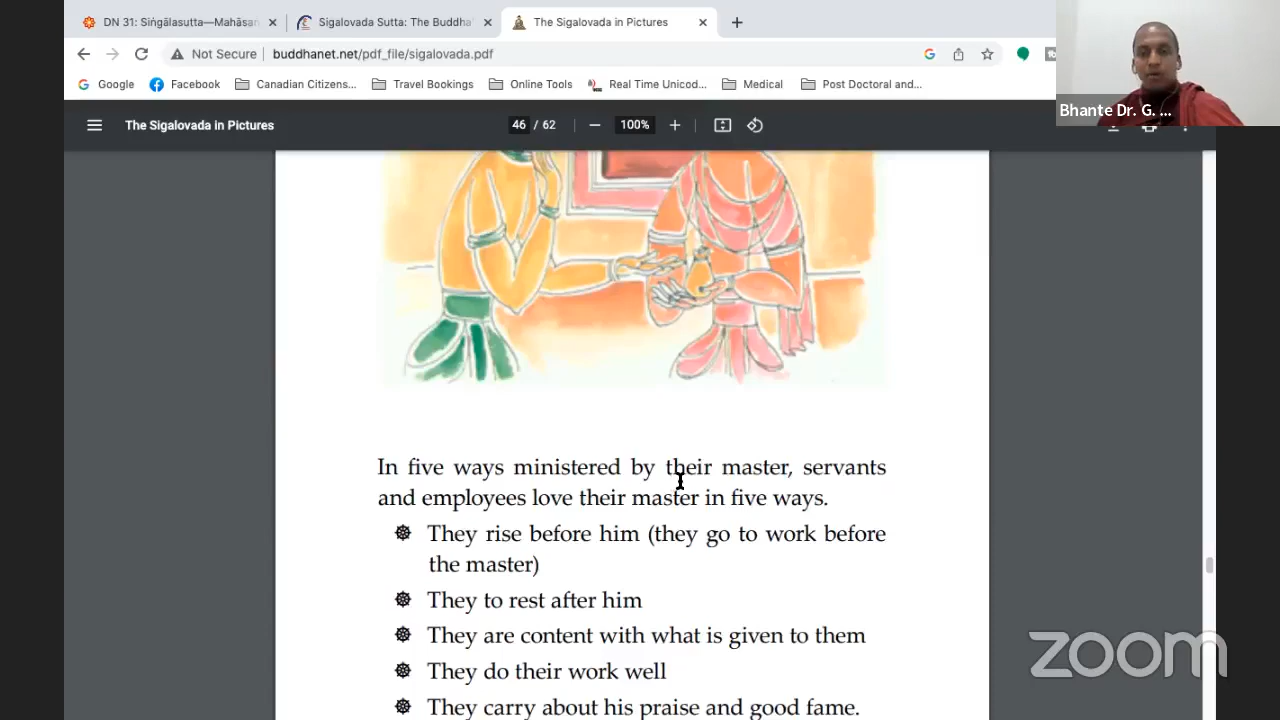 DN 31: Siṅgālasutta—Mahāsaṅ
Sigalovada Sutta: The Buddha'
The Sigalovada in Pictures
Not Secure
buddhanet.net/pdf_file/sigalovada.pdf
Google
Facebook
Canadian Citizens...
Travel Bookings
Online Tools
Real Time Unicod...
Medical
Post Doctoral and...
Bhante Dr. G. ...
The Sigalovada in Pictures
46 / 62
100%
In five ways ministered by their master, servants
and employees love their master in five ways.
They rise before him (they go to work before
the master)
They to rest after him
They are content with what is given to them
They do their work well
They carry about his praise and good fame.
zoom